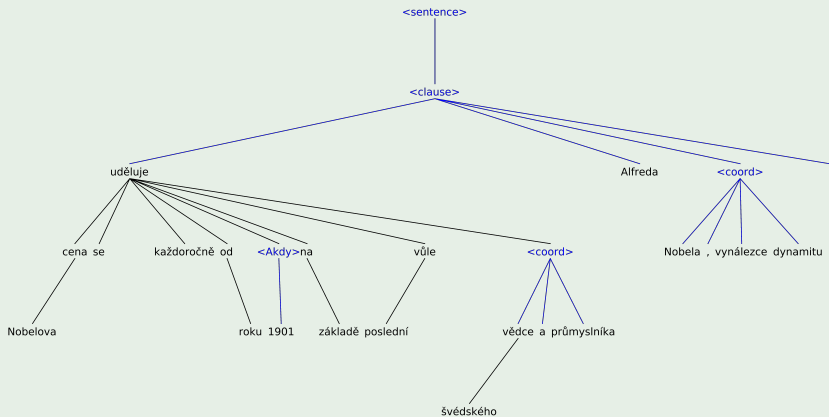 <sentence>
<clause>
uděluje Alfreda <coord>
cena se každoročně od <Akdy>na vůle <coord> Nobela , vynálezce dynamitu
Nobelova roku 1901 základě poslední vědce a průmyslníka
švédského